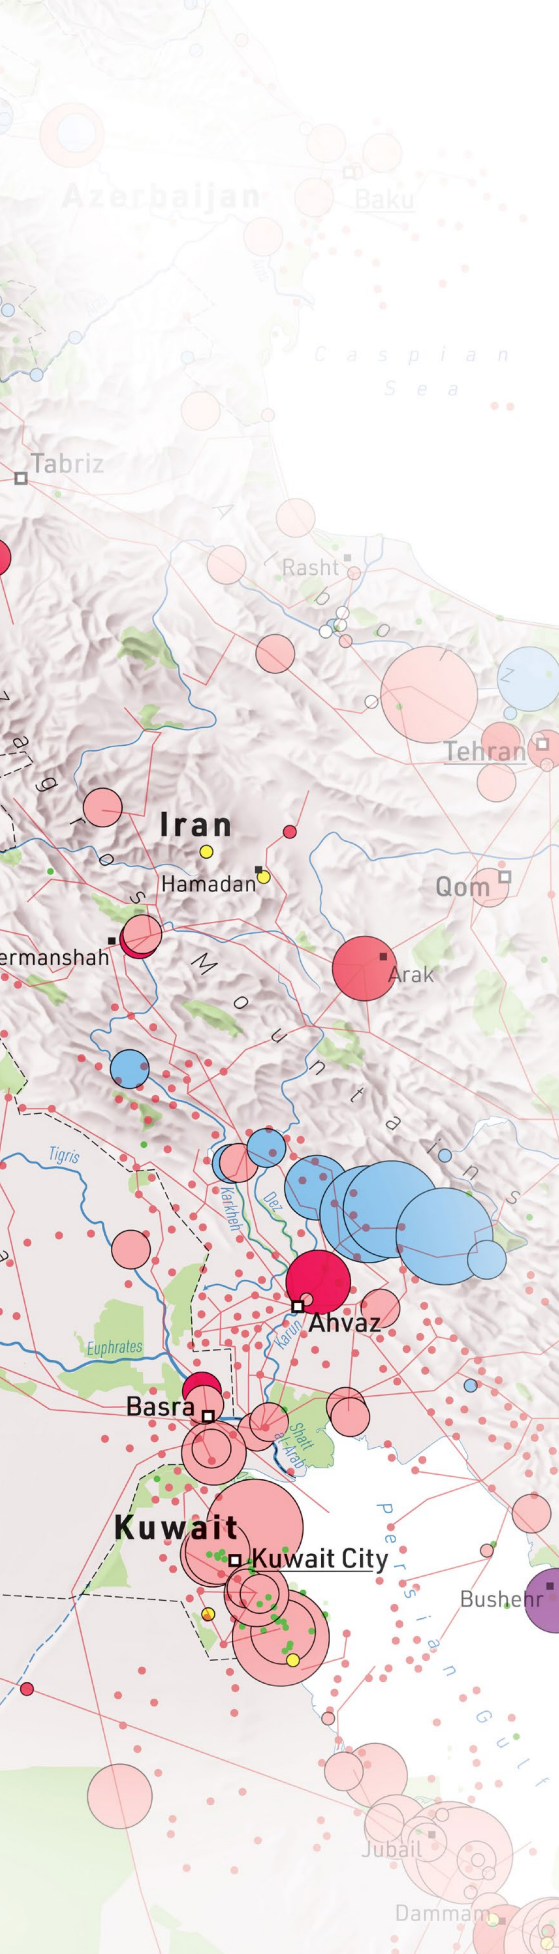 Azerbaijan
Baku
Caspian
Sea
Tabriz
Rasht
Alborz
Tehran
Iran
Hamadan
Qom
ermanshah
Arak
Zagros Mountains
Tigris
Karkheh
Dez
Ahvaz
Karun
Euphrates
Basra
Shatt
al-Arab
Kuwait
Kuwait City
Persian Gulf
Bushehr
Jubail
Dammam